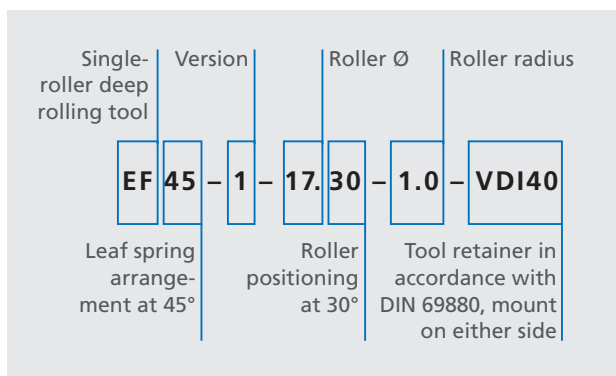 Single-
roller deep
rolling tool
Version
Roller Ø
Roller radius
EF 45 – 1 – 17. 30 – 1.0 – VDI40
Leaf spring
arrange-
ment at 45°
Roller
positioning
at 30°
Tool retainer in
accordance with
DIN 69880, mount
on either side